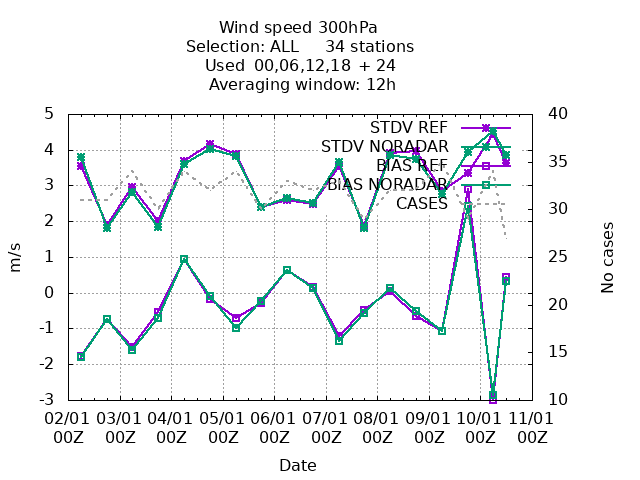 Wind speed 300hPa
Selection: ALL 34 stations
Used 00,06,12,18 + 24
Averaging window: 12h
STDV REF
STDV NORADAR
BIAS REF
BIAS NORADAR
CASES
5
4
3
2
1
0
-1
-2
-3
m/s
40
35
30
25
20
15
10
No cases
02/01 03/01 04/01 05/01 06/01 07/01 08/01 09/01 10/01 11/01
00Z 00Z 00Z 00Z 00Z 00Z 00Z 00Z 00Z 00Z
Date